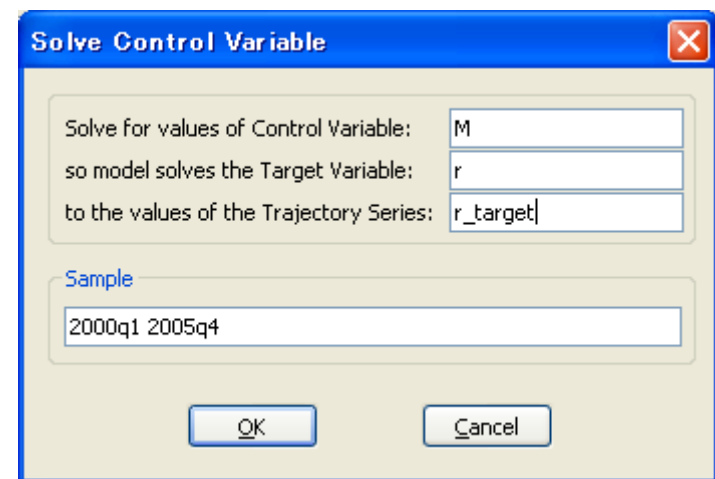 Solve Control Variable
Solve for values of Control Variable: M
so model solves the Target Variable: r
to the values of the Trajectory Series: r_target
Sample
2000q1 2005q4
OK Cancel